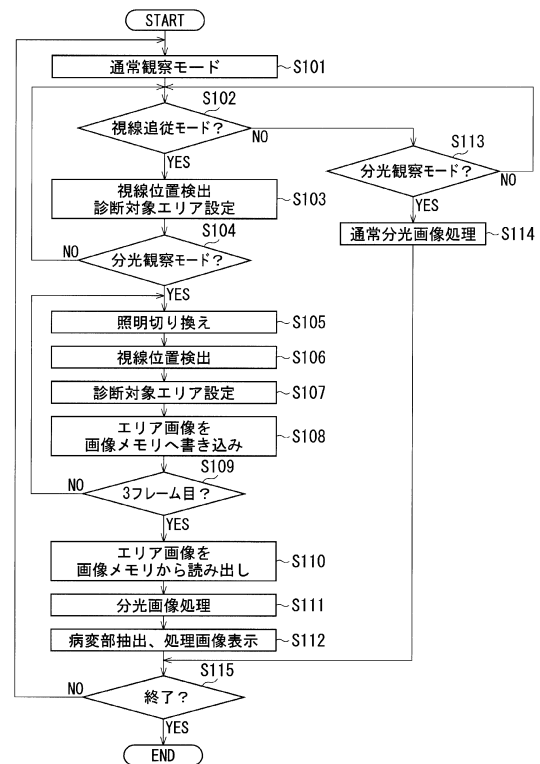 START
通常観察モード
S101
S102
視線追従モード?
NO
YES
S113
分光観察モード?
NO
YES
視線位置検出
診断対象エリア設定
S103
通常分光画像処理
S114
S104
分光観察モード?
NO
YES
照明切り換え
S105
視線位置検出
S106
診断対象エリア設定
S107
エリア画像を
画像メモリへ書き込み
S108
S109
3フレーム目?
NO
YES
エリア画像を
画像メモリから読み出し
S110
分光画像処理
S111
病変部抽出、処理画像表示
S112
S115
終了?
NO
YES
END